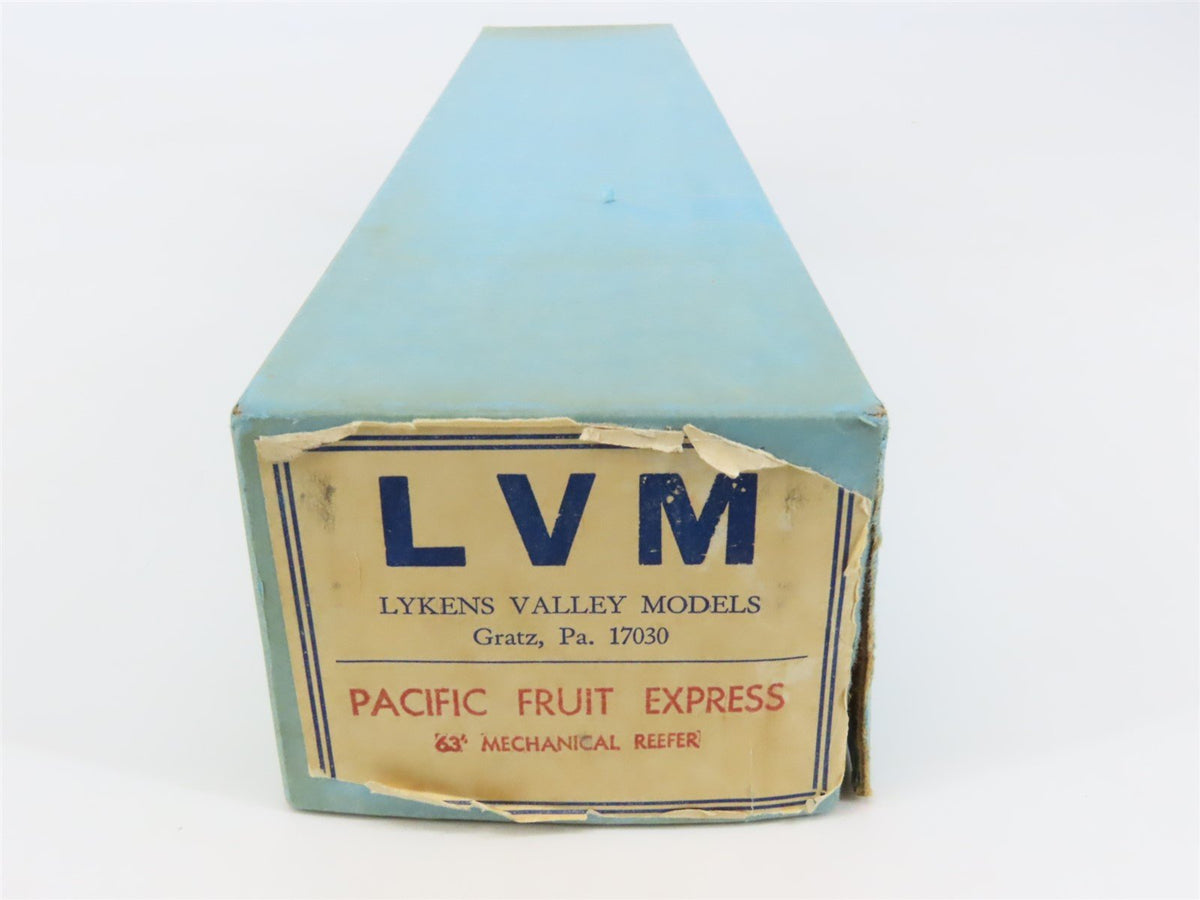 LVM
LYKENS VALLEY MODELS
Gratz, Pa. 17030
PACIFIC FRUIT EXPRESS
63' MECHANICAL REEFER